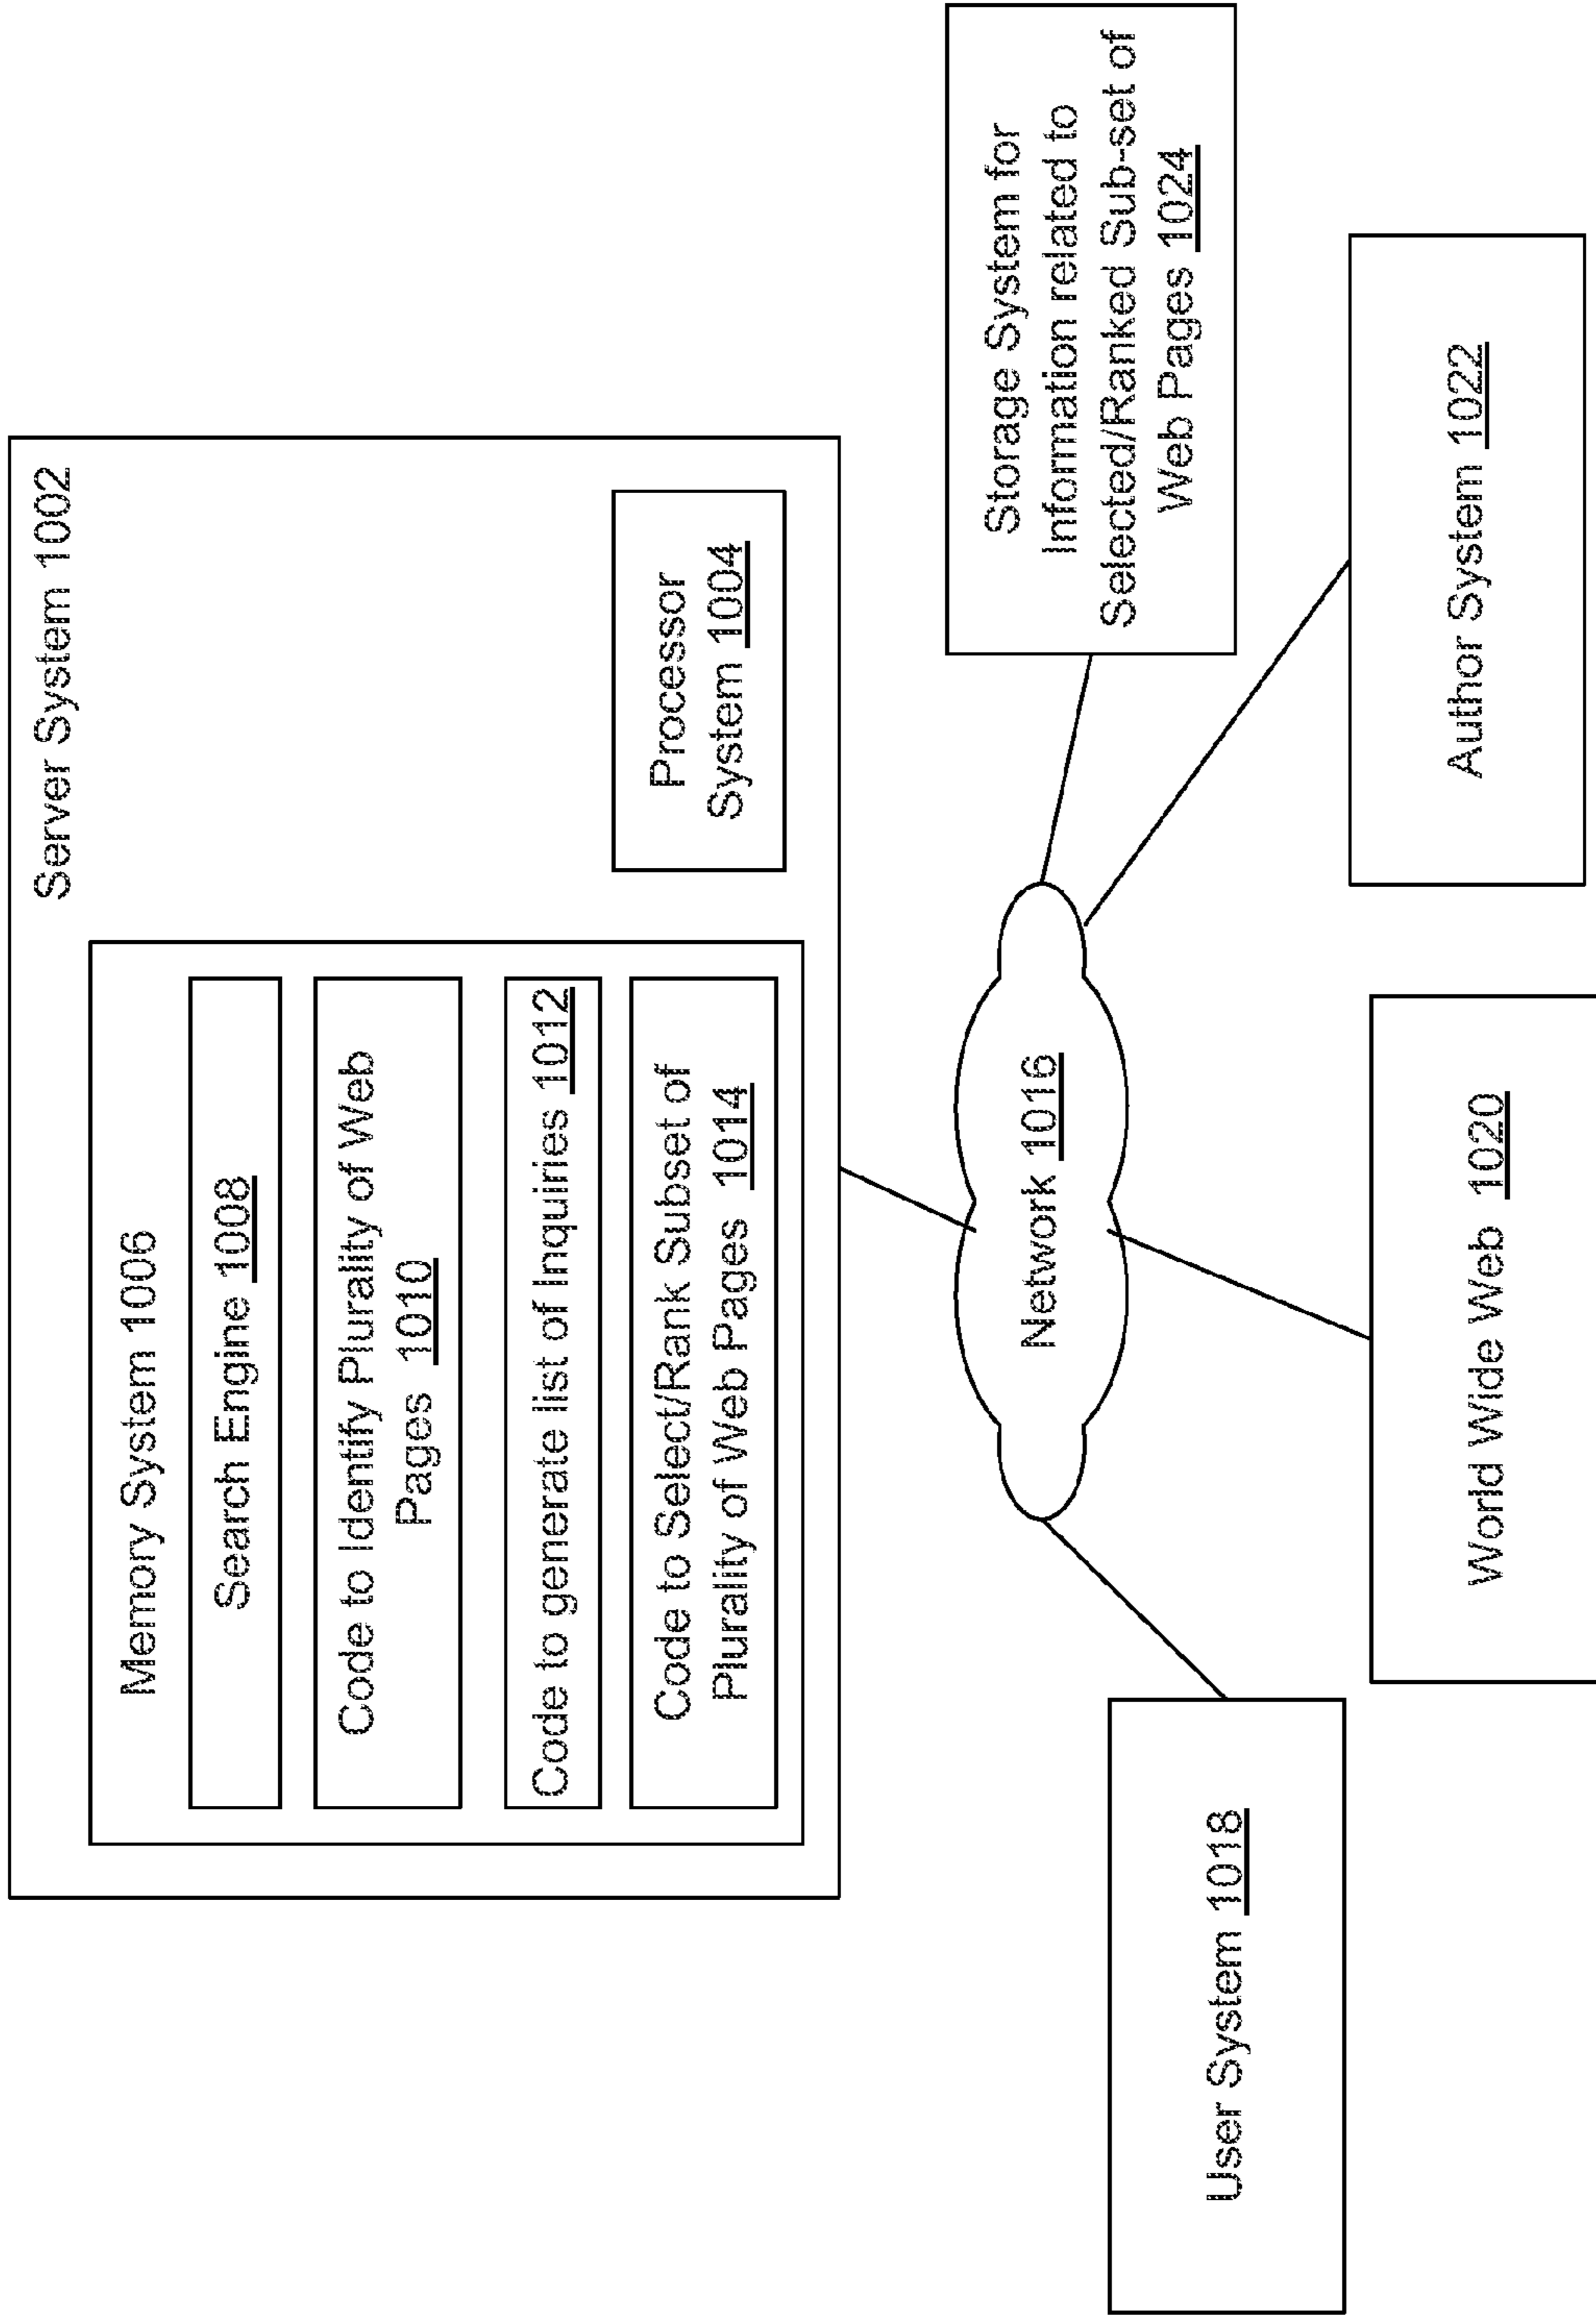 Server System 1002
Memory System 1006
Search Engine 1008
Code to Identify Plurality of Web
Pages 1010
Code to generate list of Inquiries 1012
Code to Select/Rank Subset of
Plurality of Web Pages 1014
Processor
System 1004
Network 1016
Storage System for
Information related to
Selected/Ranked Sub-set of
Web Pages 1024
User System 1018
World Wide Web 1020
Author System 1022